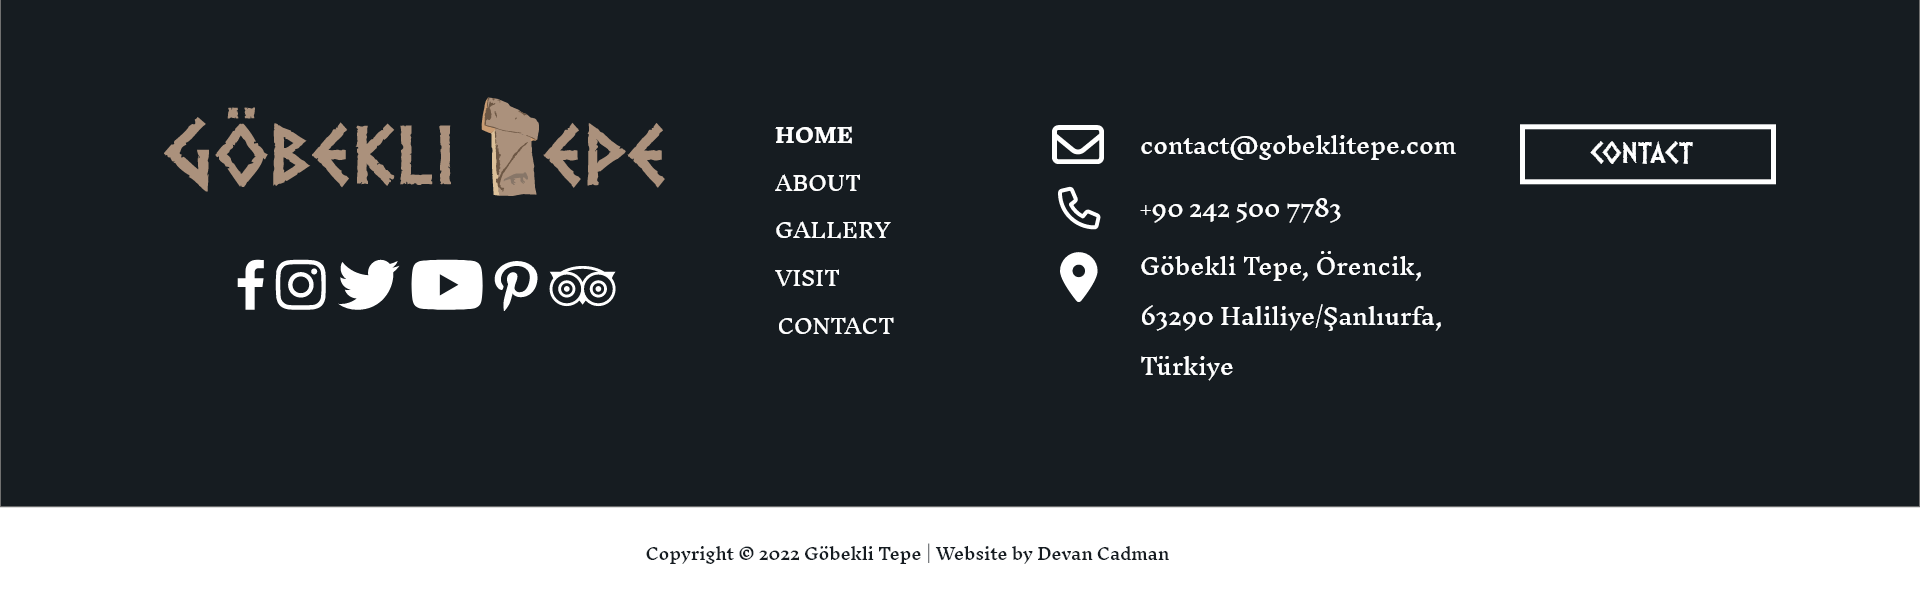 GÖBEKLI TEPE
HOME
ABOUT
GALLERY
VISIT
CONTACT
contact@gobeklitepe.com
+90 242 500 7783
Göbekli Tepe, Örencik,
63290 Haliliye/Şanlıurfa,
Türkiye
CONTACT
Copyright © 2022 Göbekli Tepe | Website by Devan Cadman